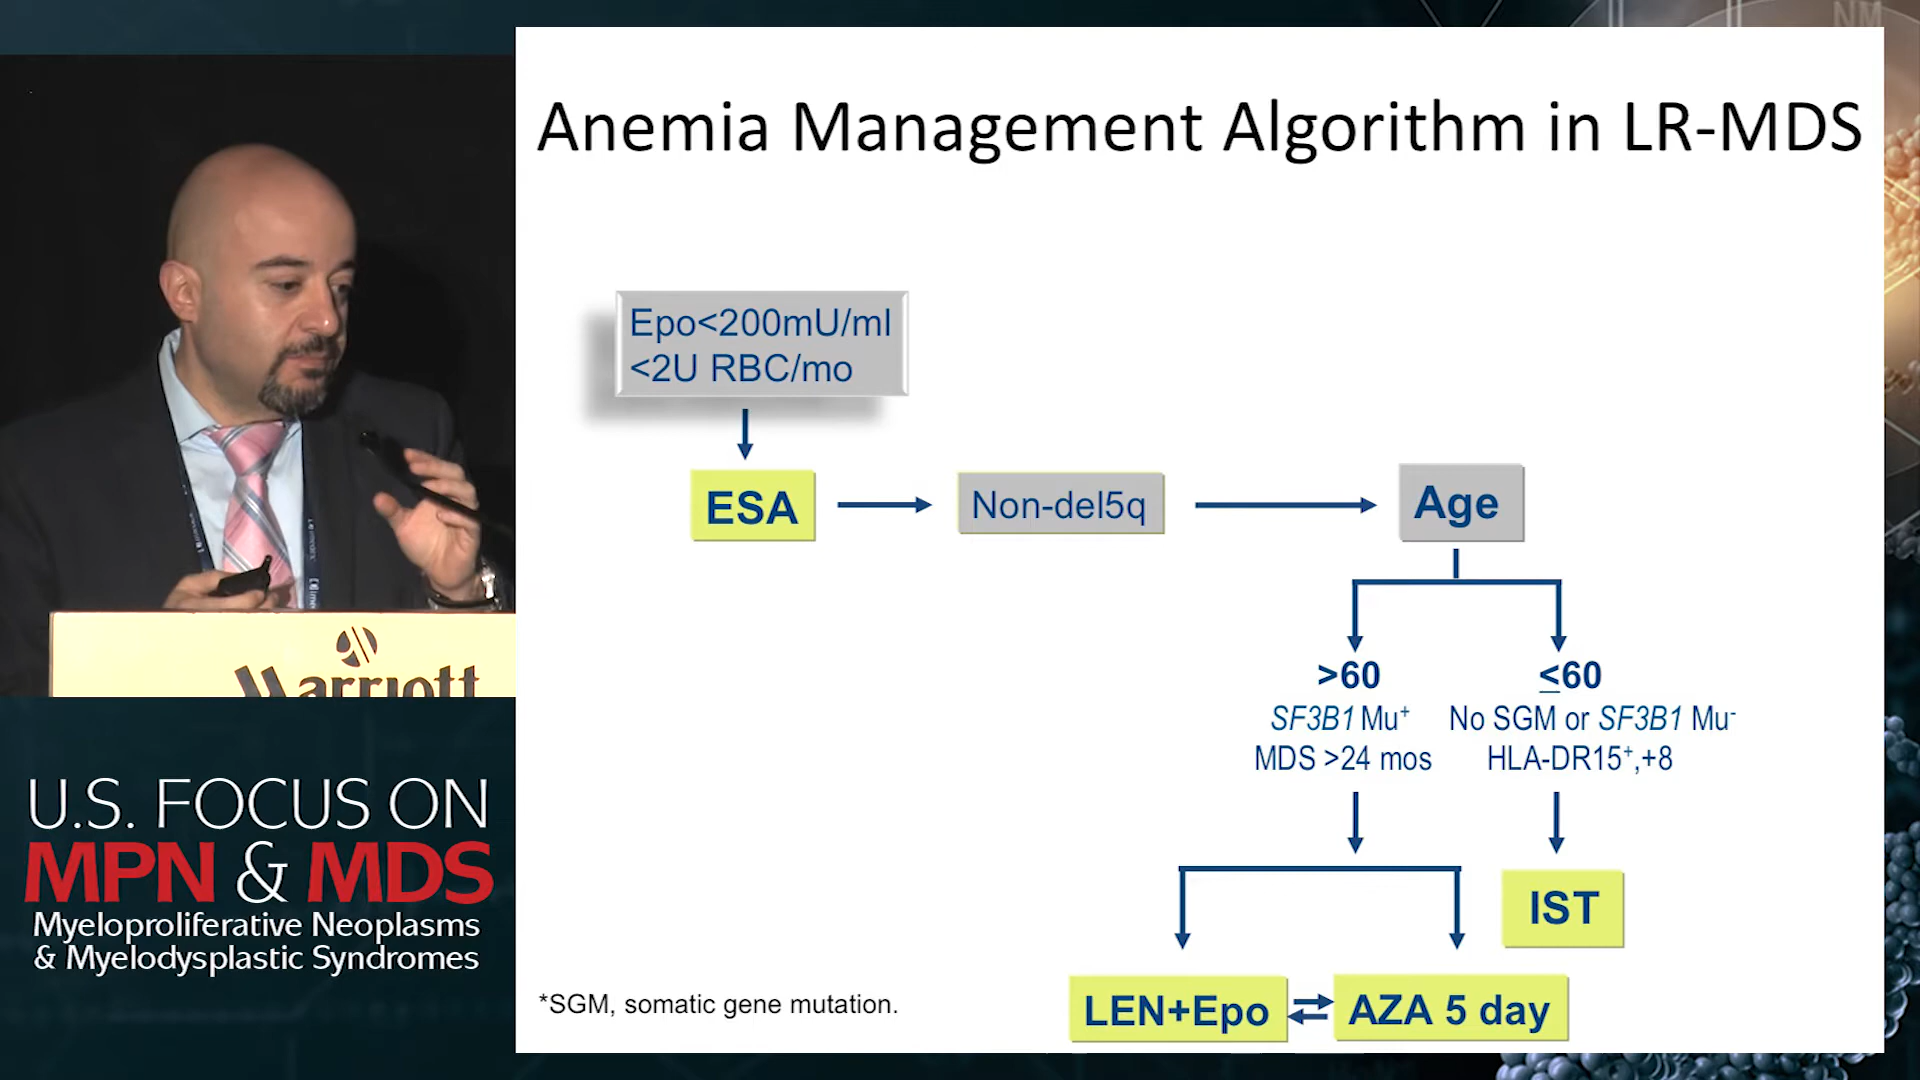 NM
Anemia Management Algorithm in LR-MDS
Epo<200mU/ml
<2U RBC/mo
ESA
Non-del5q
Age
>60
SF3B1 Mu+
MDS >24 mos
≤60
No SGM or SF3B1 Mu-
HLA-DR15+,+8
IST
LEN+Epo
AZA 5 day
*SGM, somatic gene mutation.
Marriott
U.S. FOCUS ON
MPN & MDS
Myeloproliferative Neoplasms
& Myelodysplastic Syndromes